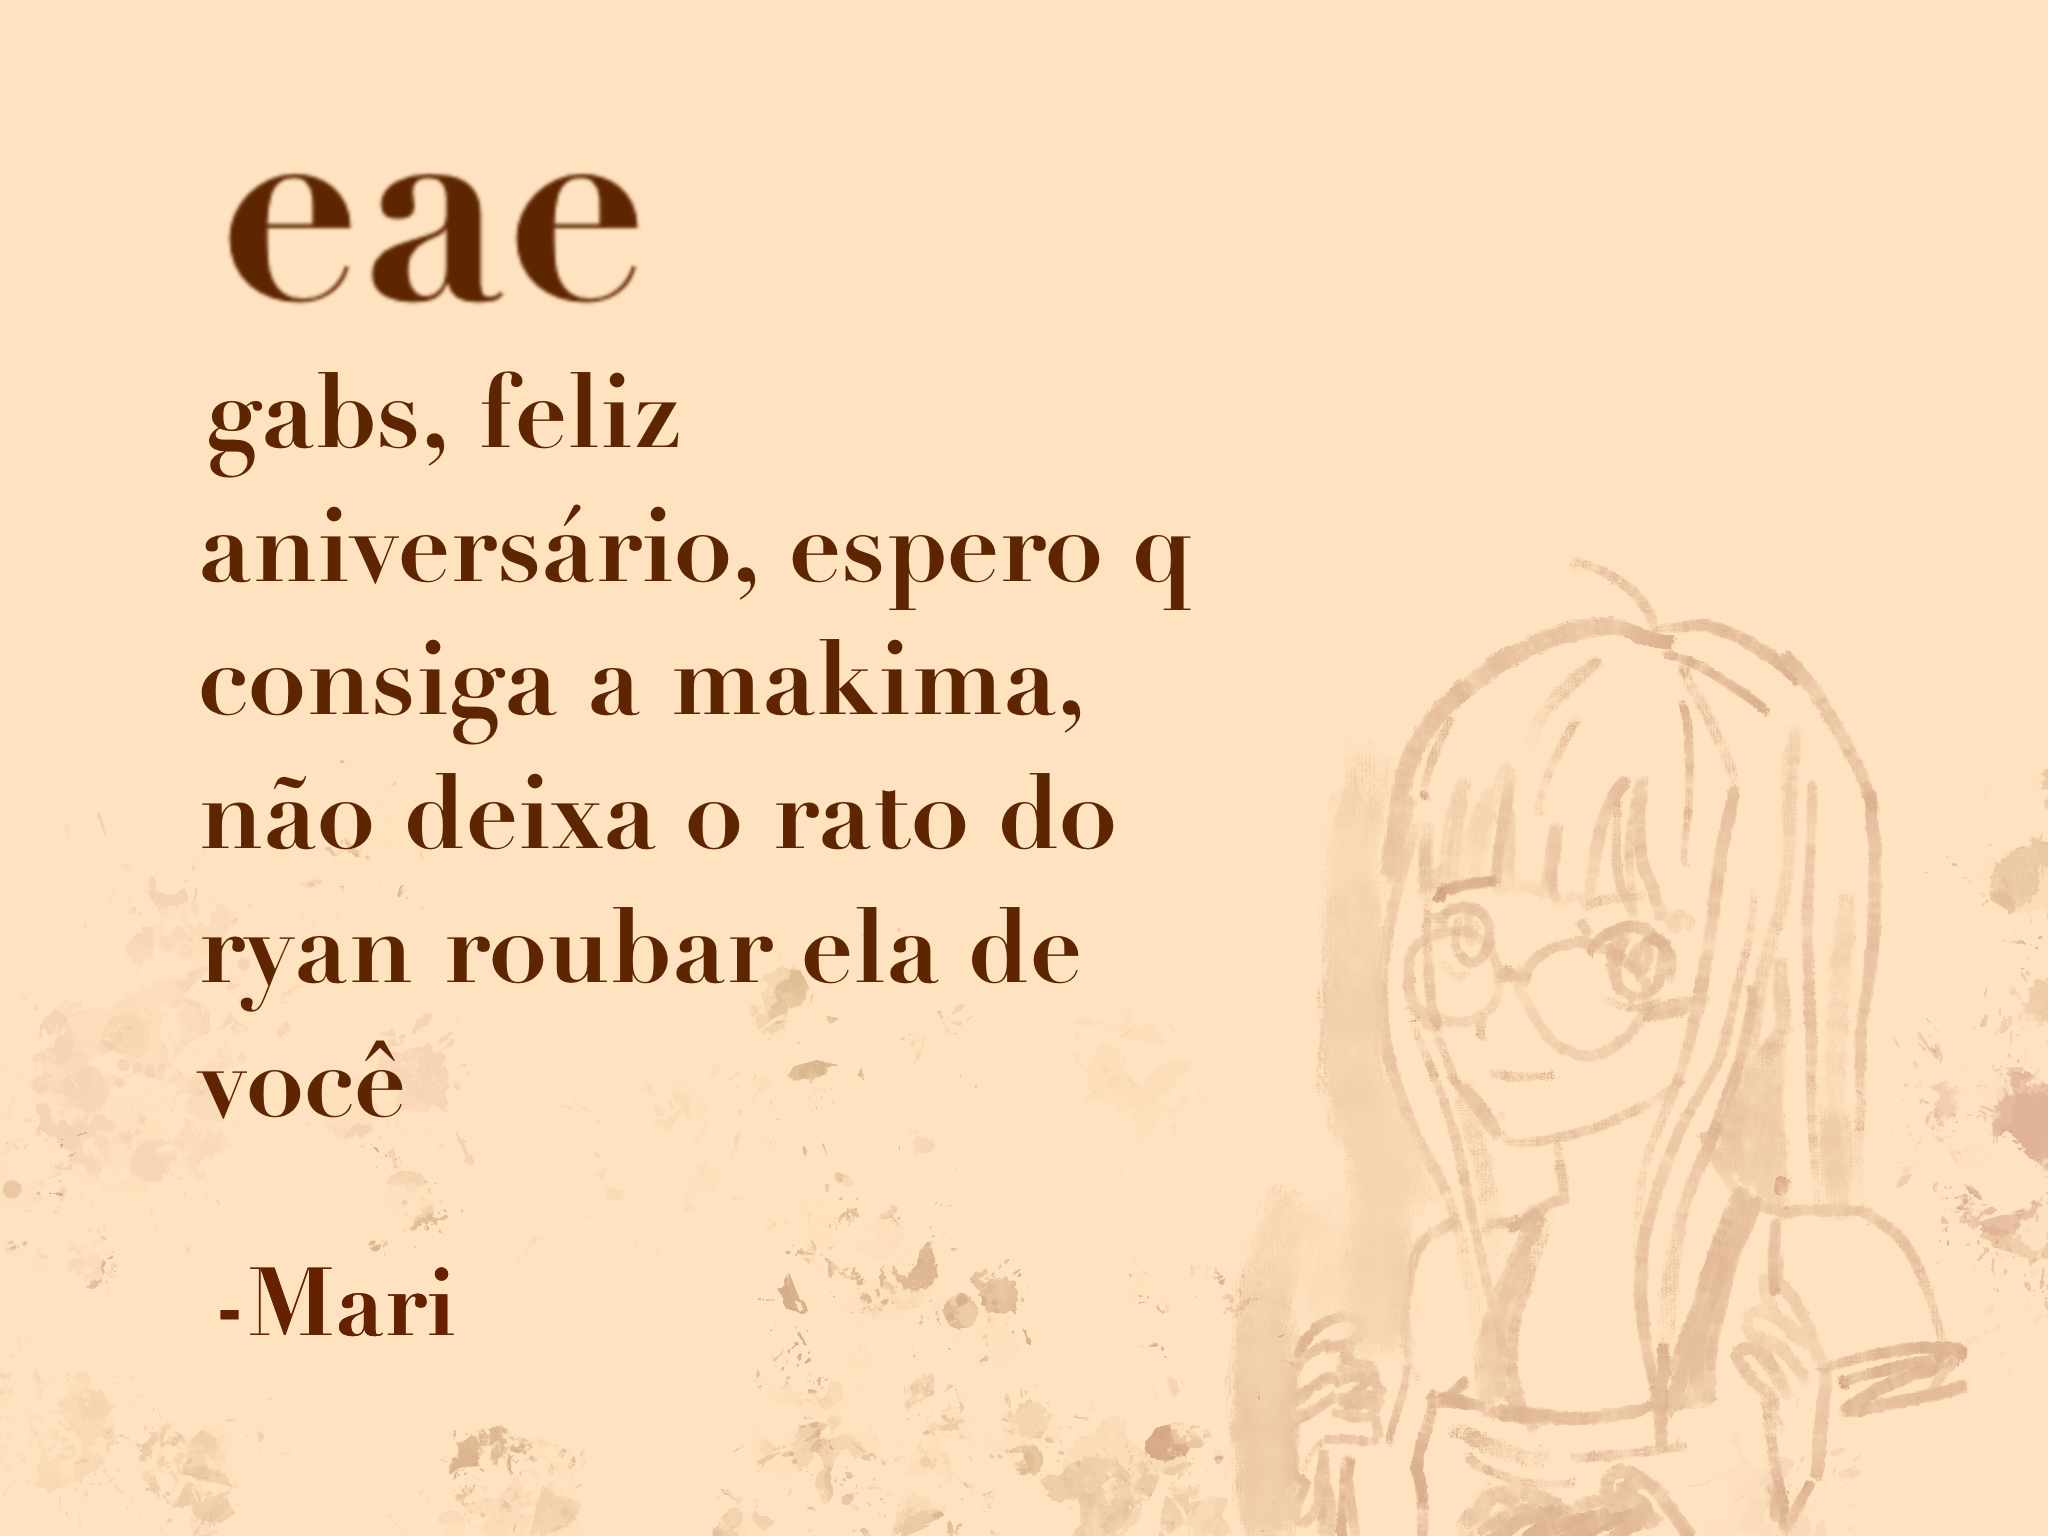 eae
gabs, feliz
aniversário, espero q
consiga a makima,
não deixa o rato do
ryan roubar ela de
você
-Mari